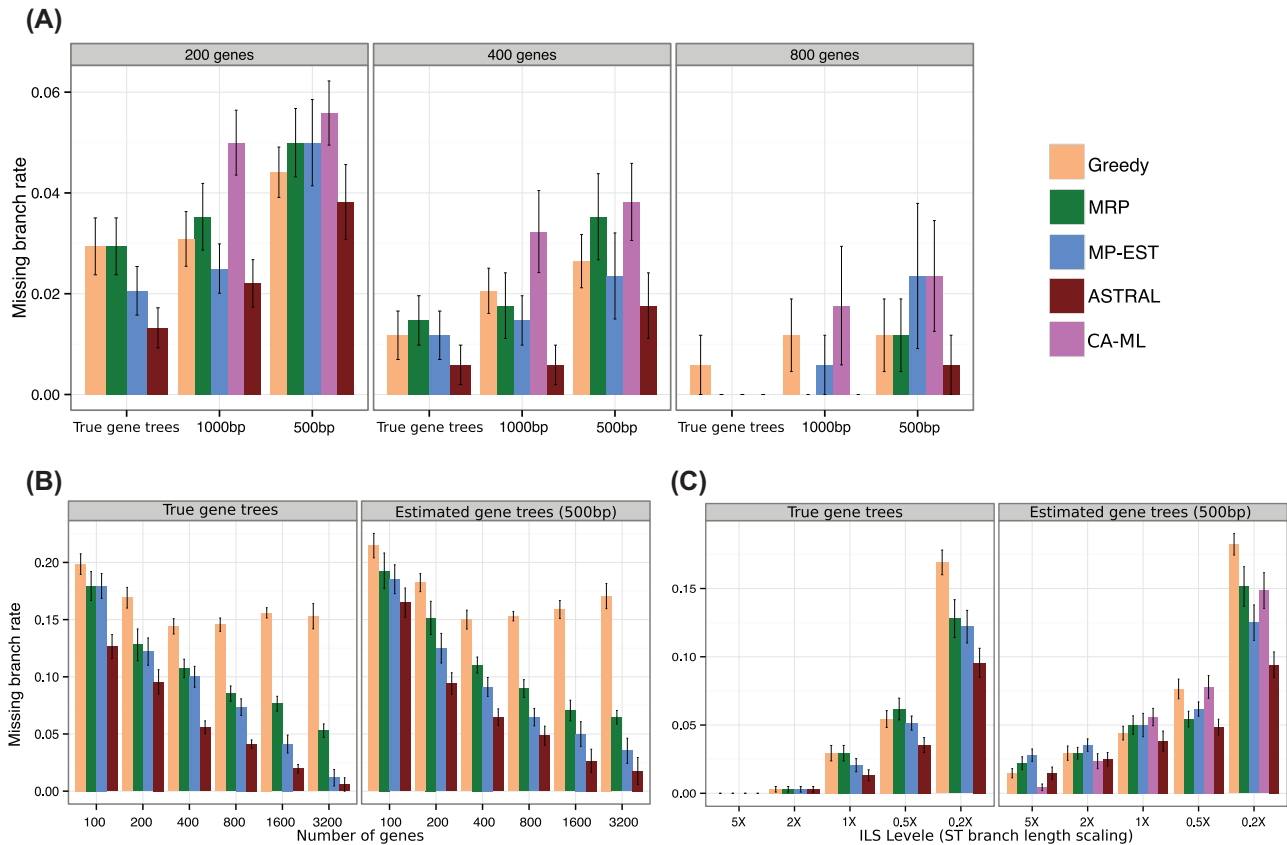 (A)
200 genes
400 genes
800 genes
Missing branch rate
0.06
0.04
0.02
0.00
True gene trees
1000bp
500bp
True gene trees
1000bp
500bp
True gene trees
1000bp
500bp
Greedy
MRP
MP-EST
ASTRAL
CA-ML
(B)
True gene trees
Estimated gene trees (500bp)
Missing branch rate
0.20
0.15
0.10
0.05
0.00
100
200
400
800
1600
3200
100
200
400
800
1600
3200
Number of genes
(C)
True gene trees
Estimated gene trees (500bp)
0.15
0.10
0.05
0.00
5X
2X
1X
0.5X
0.2X
5X
2X
1X
0.5X
0.2X
ILS Levele (ST branch length scaling)